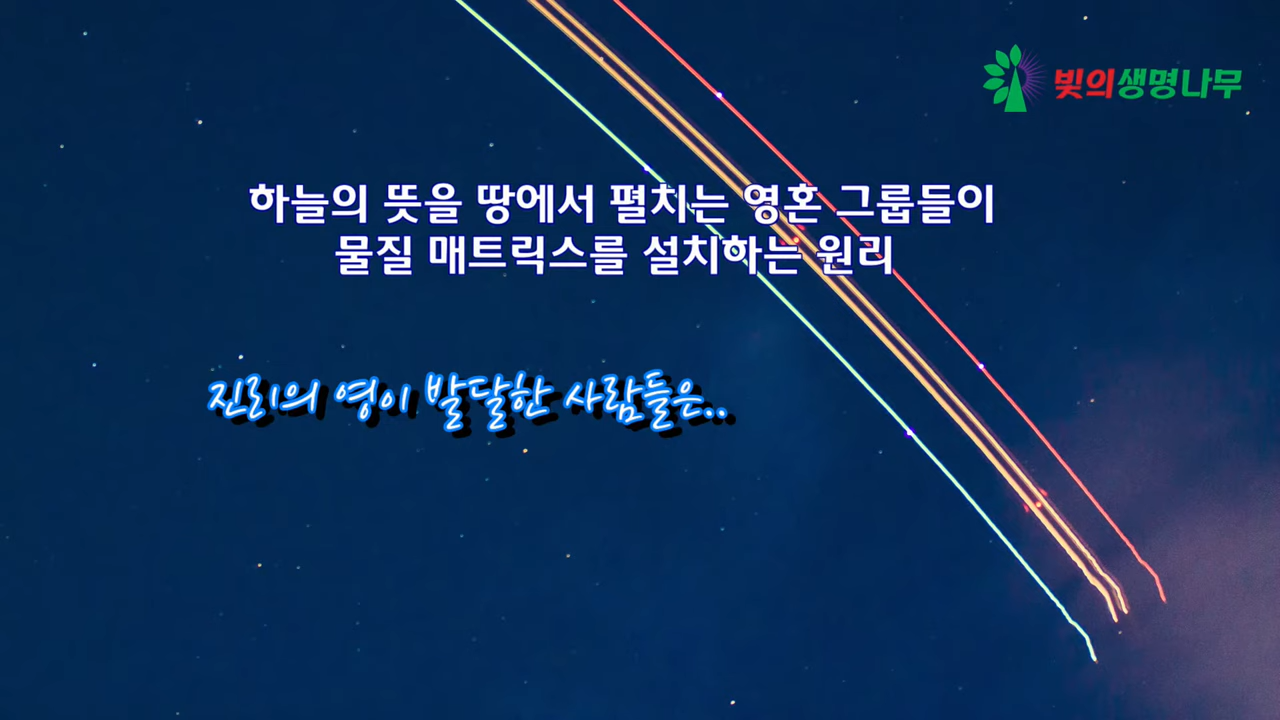 빛의생명나무
하늘의 뜻을 땅에서 펼치는 영혼 그룹들이
물질 매트릭스를 설치하는 원리
진리의 영이 발달한 사람들은..